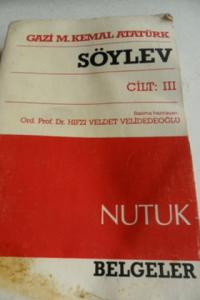 GAZİ M. KEMAL ATATÜRK
SÖYLEV
CİLT: III
Basıma hazırlayan:
Ord. Prof. Dr. HIFZI VELDET VELİDEDEOĞLU
NUTUK
BELGELER